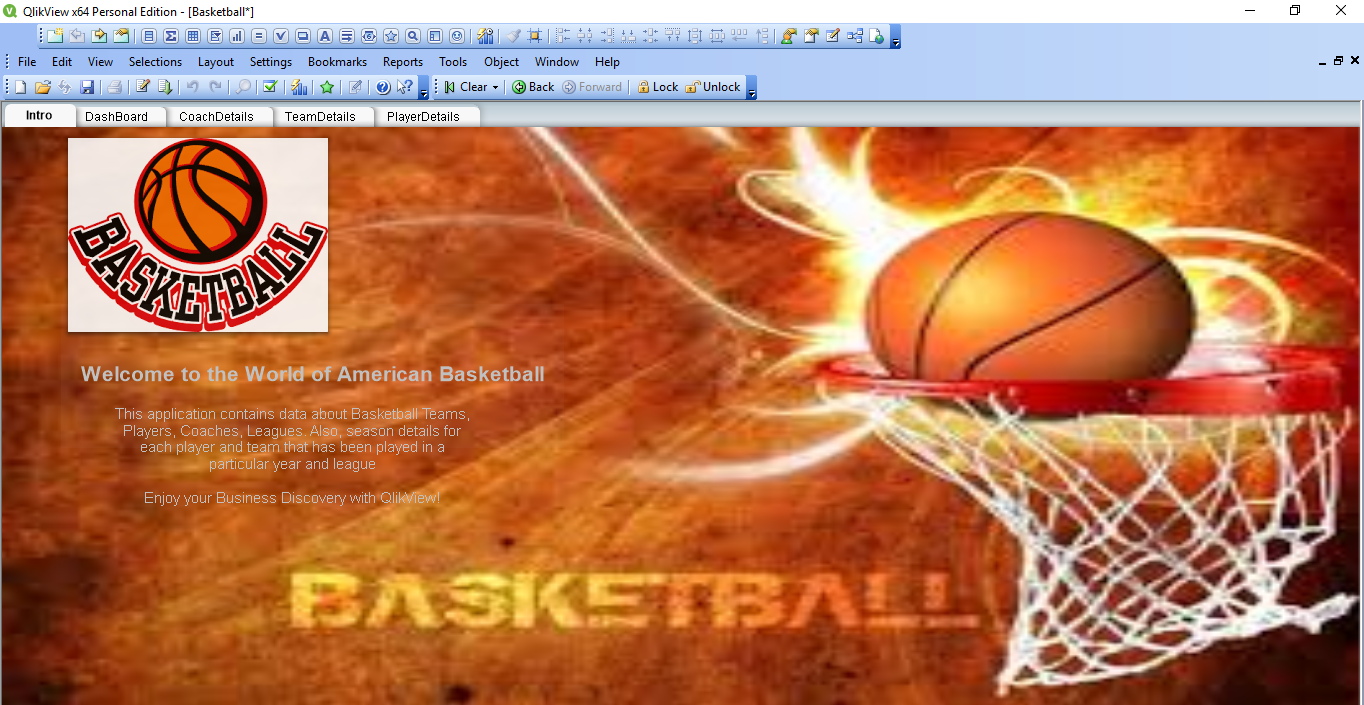 QlikView x64 Personal Edition - [Basketball*]
File Edit View Selections Layout Settings Bookmarks Reports Tools Object Window Help
Clear Back Forward Lock Unlock
Intro DashBoard CoachDetails TeamDetails PlayerDetails
BASKETBALL
Welcome to the World of American Basketball
This application contains data about Basketball Teams,
Players, Coaches, Leagues. Also, season details for
each player and team that has been played in a
particular year and league
Enjoy your Business Discovery with QlikView!
BASKETBALL